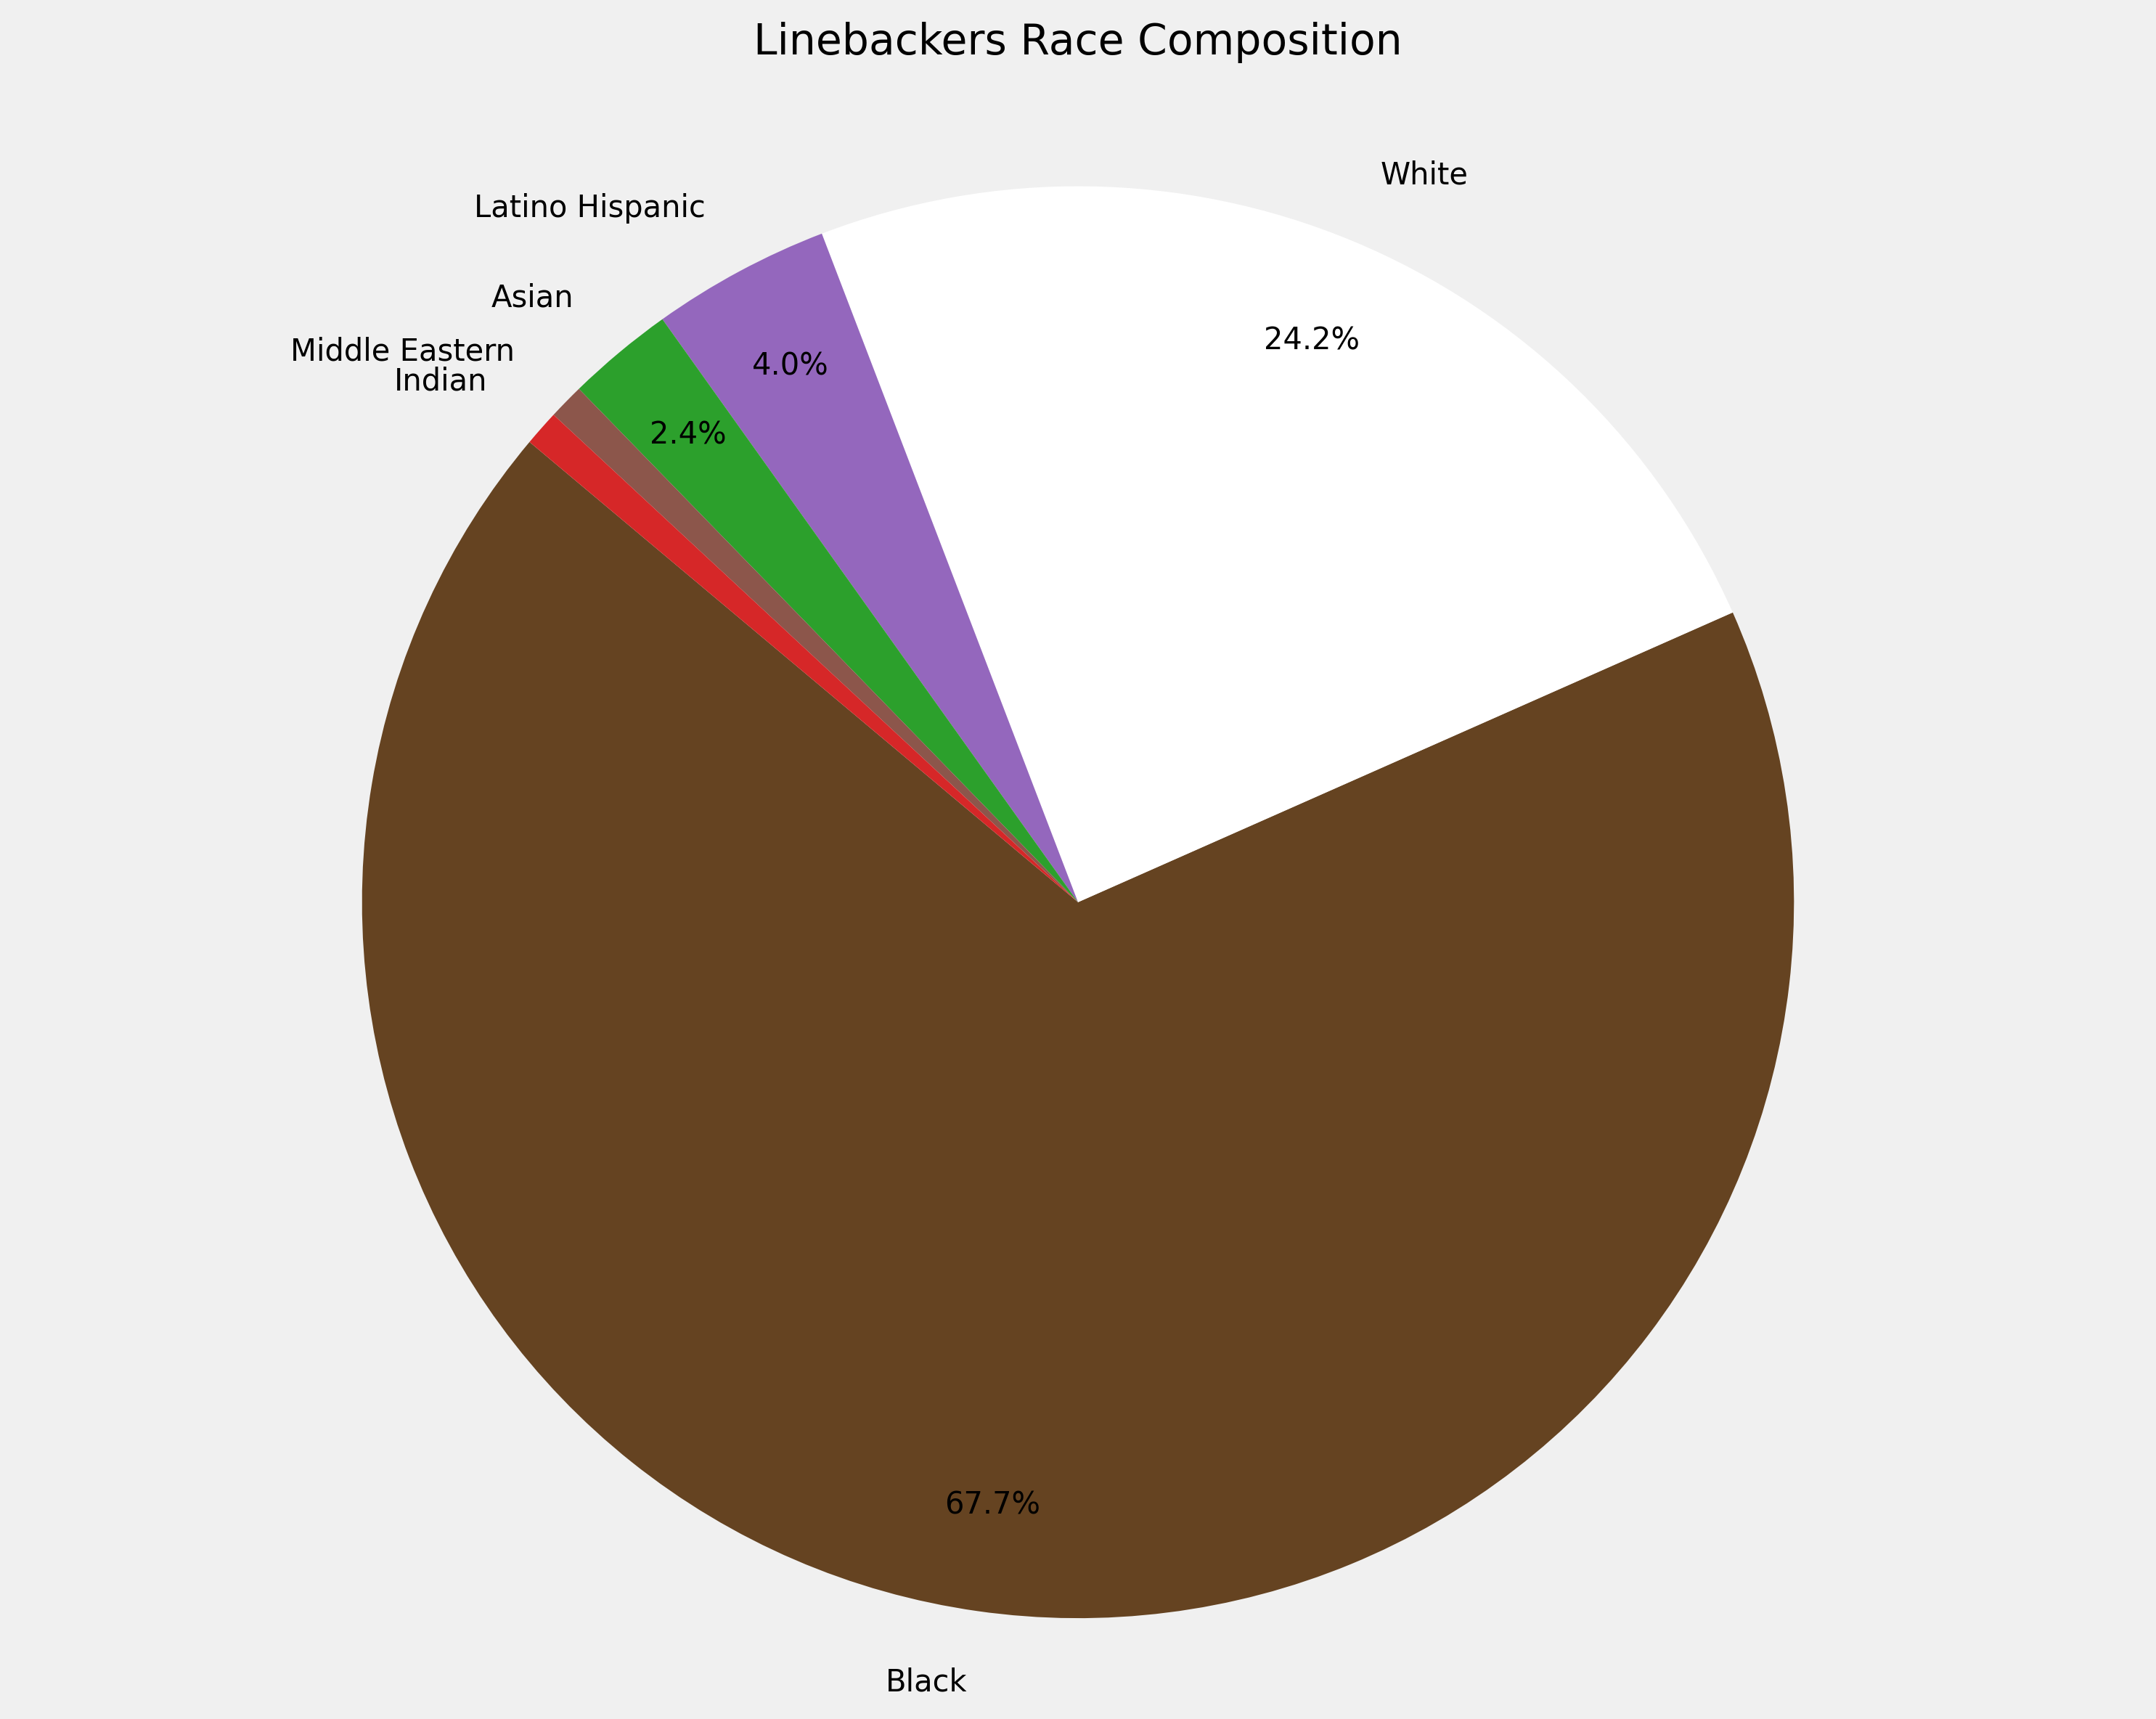 Linebackers Race Composition
White
Latino Hispanic
Asian
Middle Eastern
Indian
24.2%
4.0%
2.4%
67.7%
Black